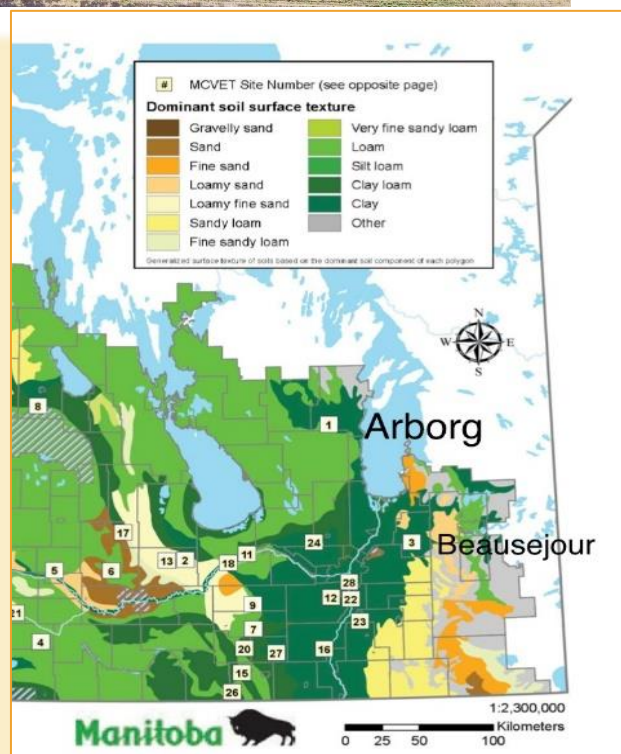 # MCVET Site Number (see opposite page)
Dominant soil surface texture
Gravelly sand
Sand
Fine sand
Loamy sand
Loamy fine sand
Sandy loam
Fine sandy loam
Very fine sandy loam
Loam
Silt loam
Clay loam
Clay
Other
Generalized surface texture of soils based on the dominant soil component of each polygon
N
W E
S
8
1
Arborg
17
24
3
Beausejour
5
6
13 2
18
11
28
12 22
21
9
23
4
7
20 27
16
15
26
Manitoba
1:2,300,000
Kilometers
0 25 50 100